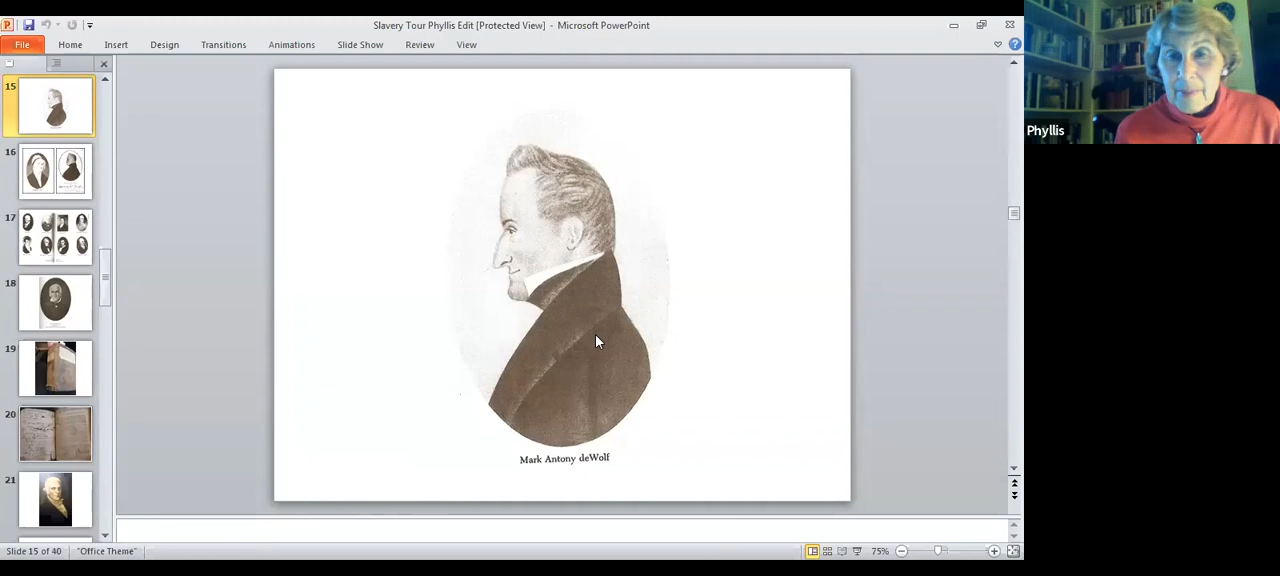 Slavery Tour Phyllis Edit [Protected View] - Microsoft PowerPoint
File Home Insert Design Transitions Animations Slide Show Review View
15
16
17
18
19
20
21
Mark Antony deWolf
Phyllis
Slide 15 of 40 "Office Theme" 75%